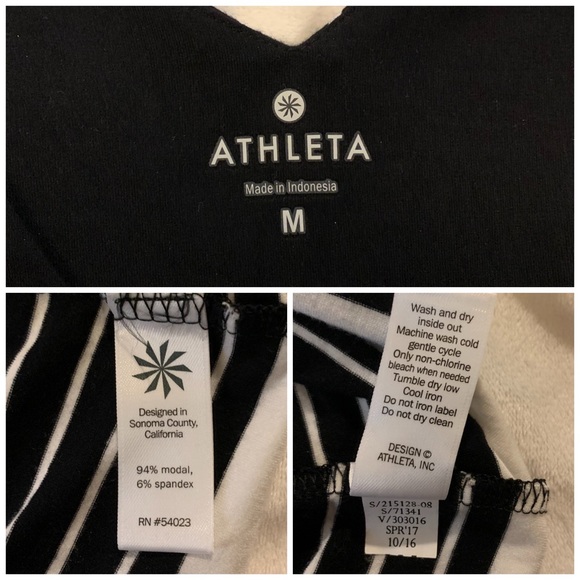 ATHLETA
Made in Indonesia
M
Designed in
Sonoma County,
California
94% modal,
6% spandex
RN #54023
Wash and dry
inside out
Machine wash cold
gentle cycle
Only non-chlorine
bleach when needed
Tumble dry low
Cool iron
Do not iron label
Do not dry clean
DESIGN ©
ATHLETA, INC
S/215128-08
S/71341
V/303016
SPR'17
10/16